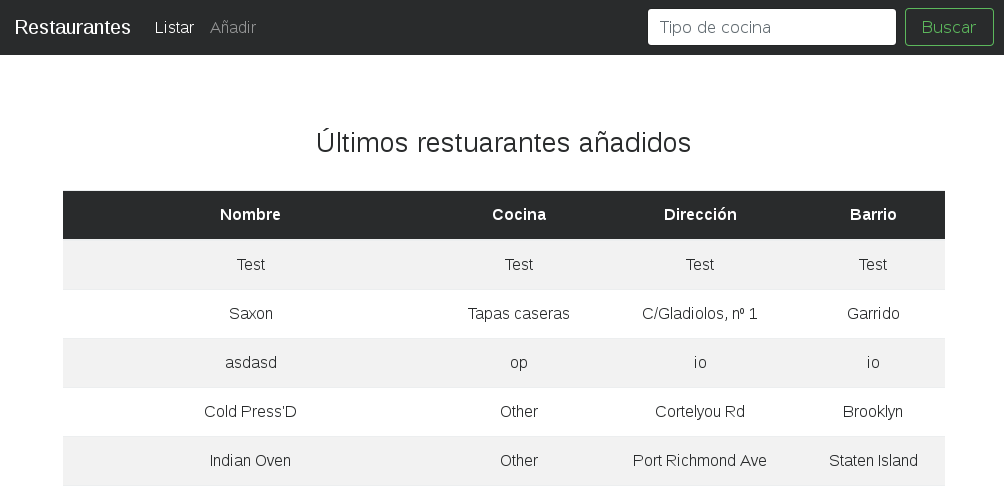 Restaurantes Listar Añadir Tipo de cocina Buscar
Últimos restuarantes añadidos
Nombre Cocina Dirección Barrio
Test Test Test Test
Saxon Tapas caseras C/Gladiolos, nº 1 Garrido
asdasd op io io
Cold Press'D Other Cortelyou Rd Brooklyn
Indian Oven Other Port Richmond Ave Staten Island